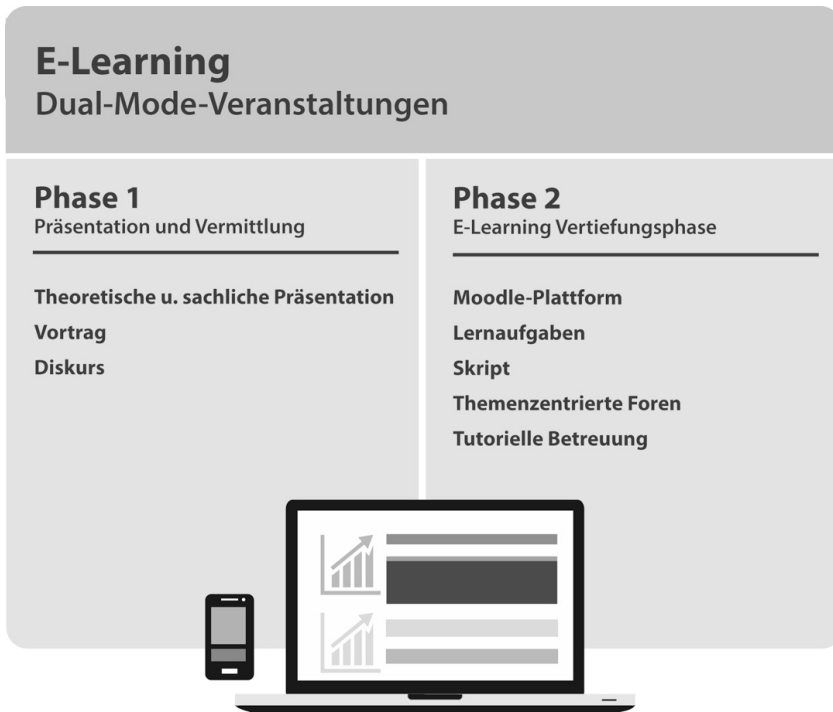 E-Learning
Dual-Mode-Veranstaltungen
Phase 1
Präsentation und Vermittlung
Theoretische u. sachliche Präsentation
Vortrag
Diskurs
Phase 2
E-Learning Vertiefungsphase
Moodle-Plattform
Lernaufgaben
Skript
Themenzentrierte Foren
Tutorielle Betreuung